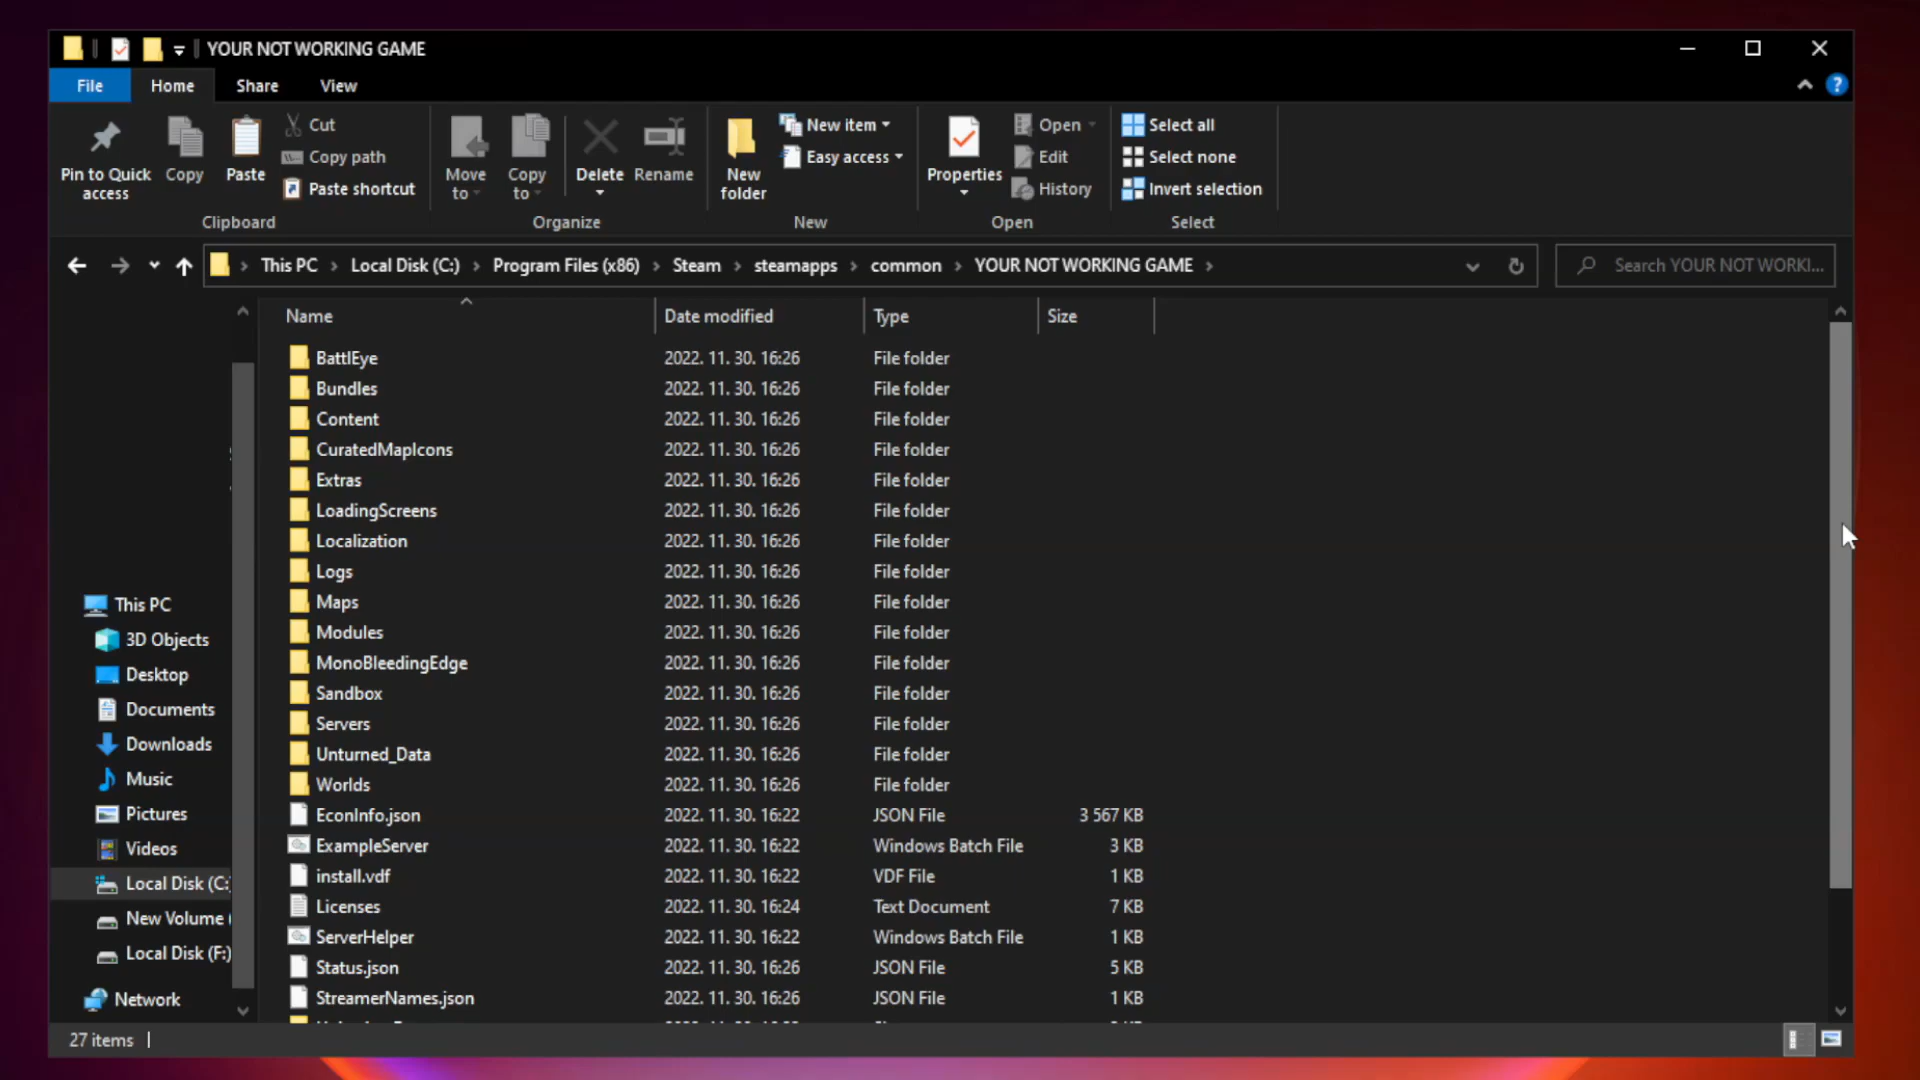 YOUR NOT WORKING GAME
File Home Share View
Pin to Quick access
Copy
Paste
Cut
Copy path
Paste shortcut
Clipboard
Move to
Copy to
Delete
Rename
Organize
New folder
New item
Easy access
New
Properties
Open
Edit
History
Open
Select all
Select none
Invert selection
Select
This PC > Local Disk (C:) > Program Files (x86) > Steam > steamapps > common > YOUR NOT WORKING GAME >
Search YOUR NOT WORKI...
This PC
3D Objects
Desktop
Documents
Downloads
Music
Pictures
Videos
Local Disk (C:
New Volume (
Local Disk (F:)
Network
Name Date modified Type Size
BattlEye 2022. 11. 30. 16:26 File folder
Bundles 2022. 11. 30. 16:26 File folder
Content 2022. 11. 30. 16:26 File folder
CuratedMapIcons 2022. 11. 30. 16:26 File folder
Extras 2022. 11. 30. 16:26 File folder
LoadingScreens 2022. 11. 30. 16:26 File folder
Localization 2022. 11. 30. 16:26 File folder
Logs 2022. 11. 30. 16:26 File folder
Maps 2022. 11. 30. 16:26 File folder
Modules 2022. 11. 30. 16:26 File folder
MonoBleedingEdge 2022. 11. 30. 16:26 File folder
Sandbox 2022. 11. 30. 16:26 File folder
Servers 2022. 11. 30. 16:26 File folder
Unturned_Data 2022. 11. 30. 16:26 File folder
Worlds 2022. 11. 30. 16:26 File folder
EconInfo.json 2022. 11. 30. 16:22 JSON File 3 567 KB
ExampleServer 2022. 11. 30. 16:22 Windows Batch File 3 KB
install.vdf 2022. 11. 30. 16:22 VDF File 1 KB
Licenses 2022. 11. 30. 16:24 Text Document 7 KB
ServerHelper 2022. 11. 30. 16:22 Windows Batch File 1 KB
Status.json 2022. 11. 30. 16:26 JSON File 5 KB
StreamerNames.json 2022. 11. 30. 16:26 JSON File 1 KB
27 items